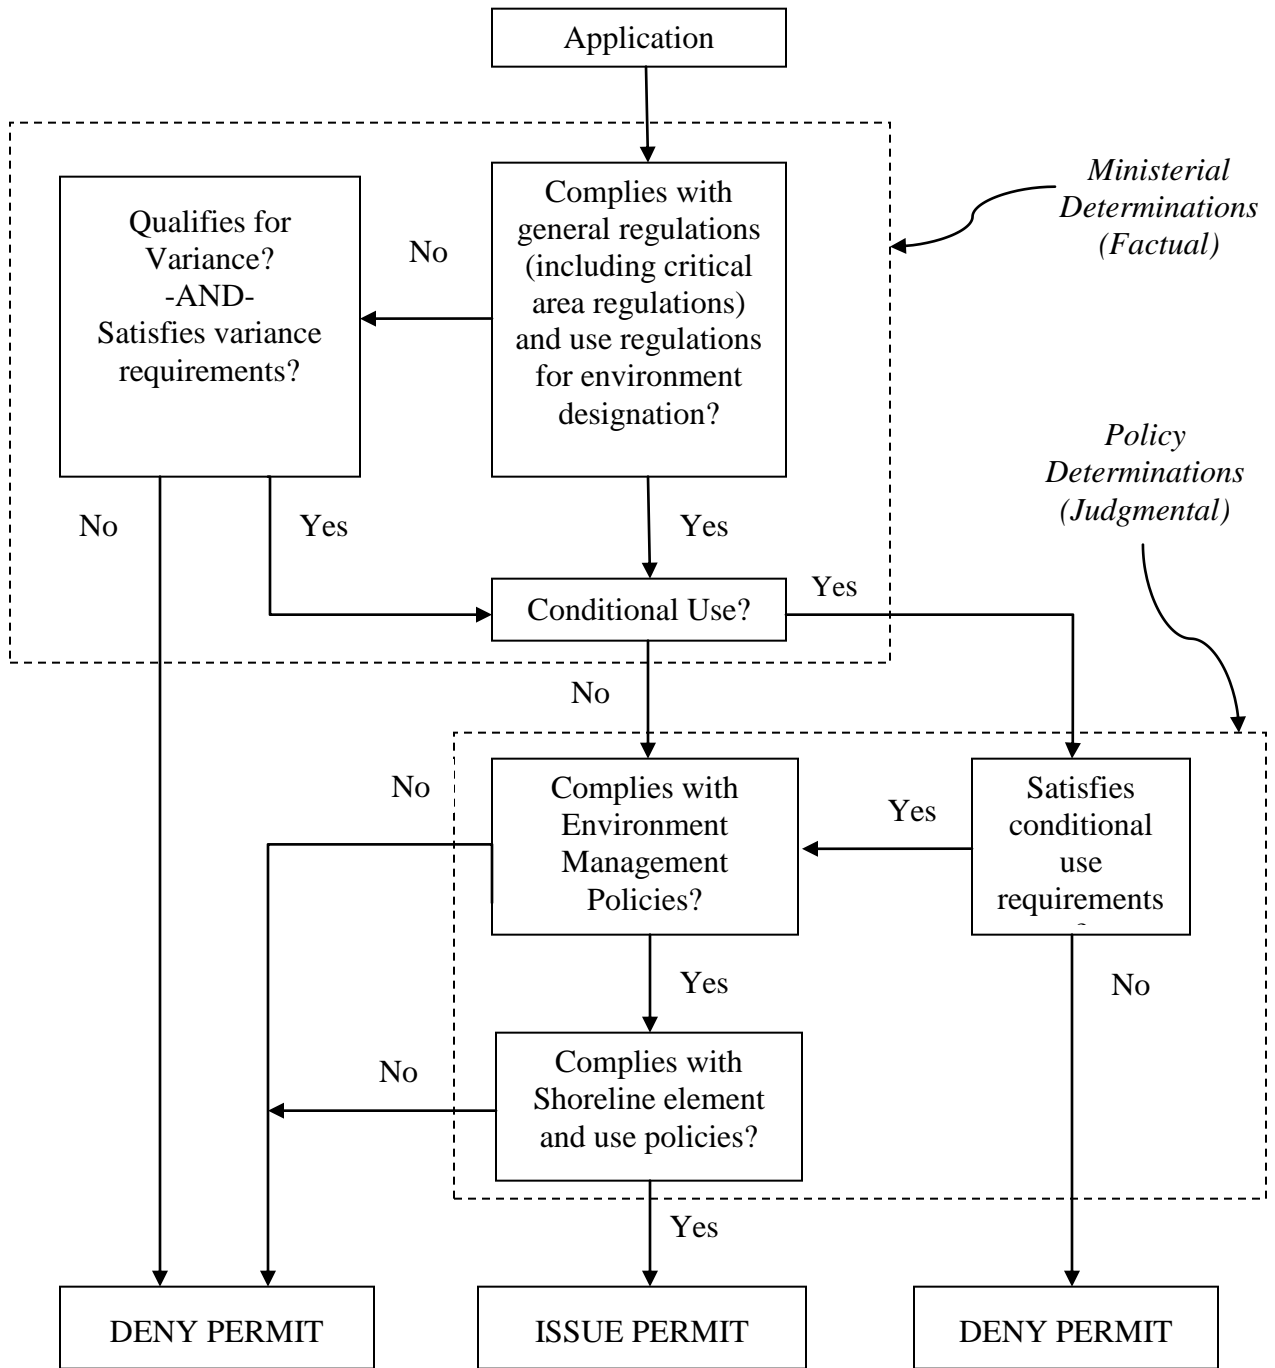 Application
Ministerial
Determinations
(Factual)
Qualifies for
Variance?
-AND-
Satisfies variance
requirements?
No
Complies with
general regulations
(including critical
area regulations)
and use regulations
for environment
designation?
Policy
Determinations
(Judgmental)
No
Yes
Yes
Conditional Use?
Yes
No
No
Complies with
Environment
Management
Policies?
Yes
Satisfies
conditional
use
requirements
Yes
No
No
Complies with
Shoreline element
and use policies?
Yes
DENY PERMIT
ISSUE PERMIT
DENY PERMIT